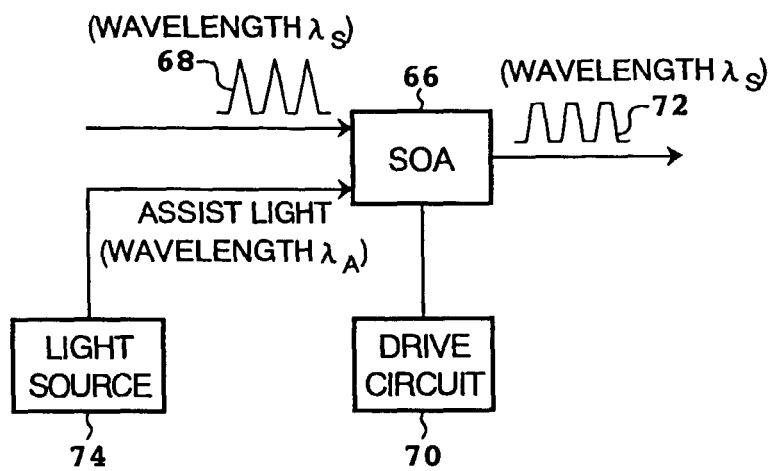 (WAVELENGTH λS)
68
66
(WAVELENGTH λS)
72
SOA
ASSIST LIGHT
(WAVELENGTH λA)
LIGHT
SOURCE
DRIVE
CIRCUIT
74
70